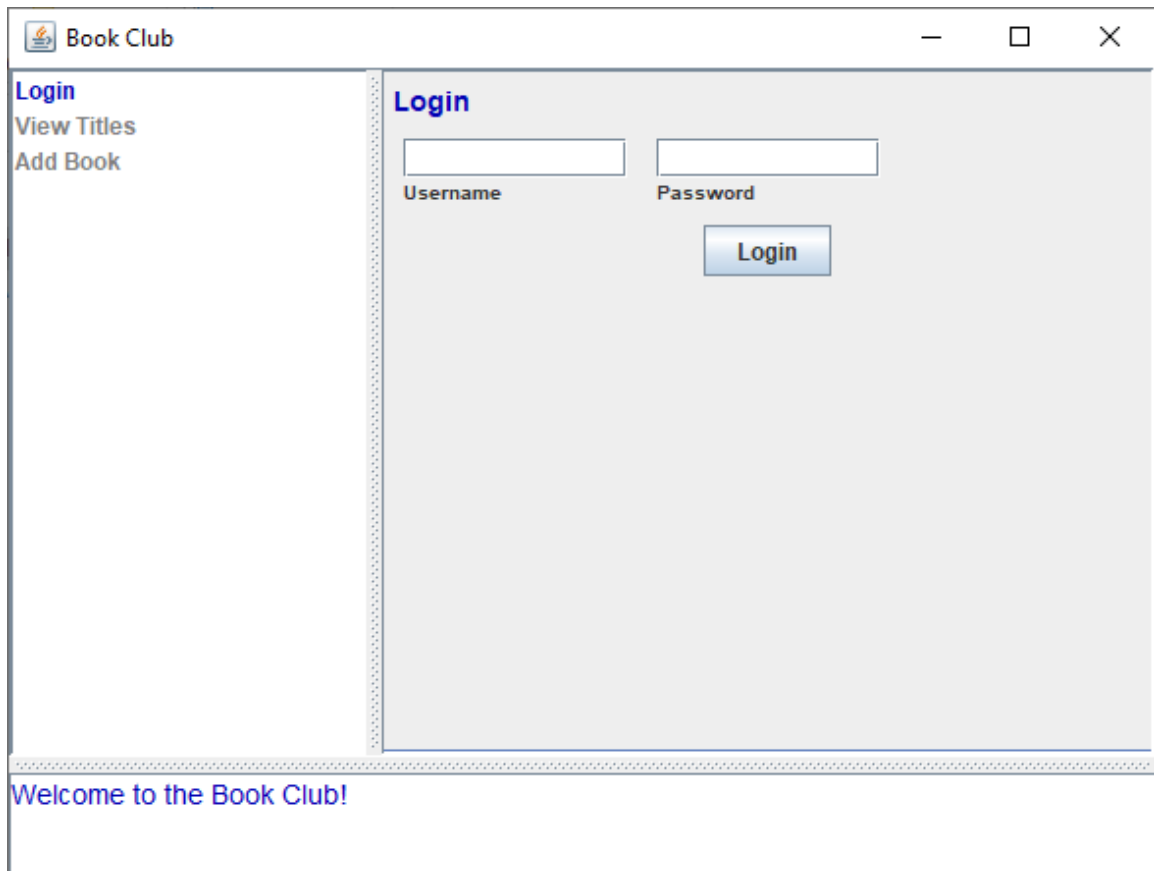 Book Club
Login
View Titles
Add Book
Login
Username Password
Login
Welcome to the Book Club!